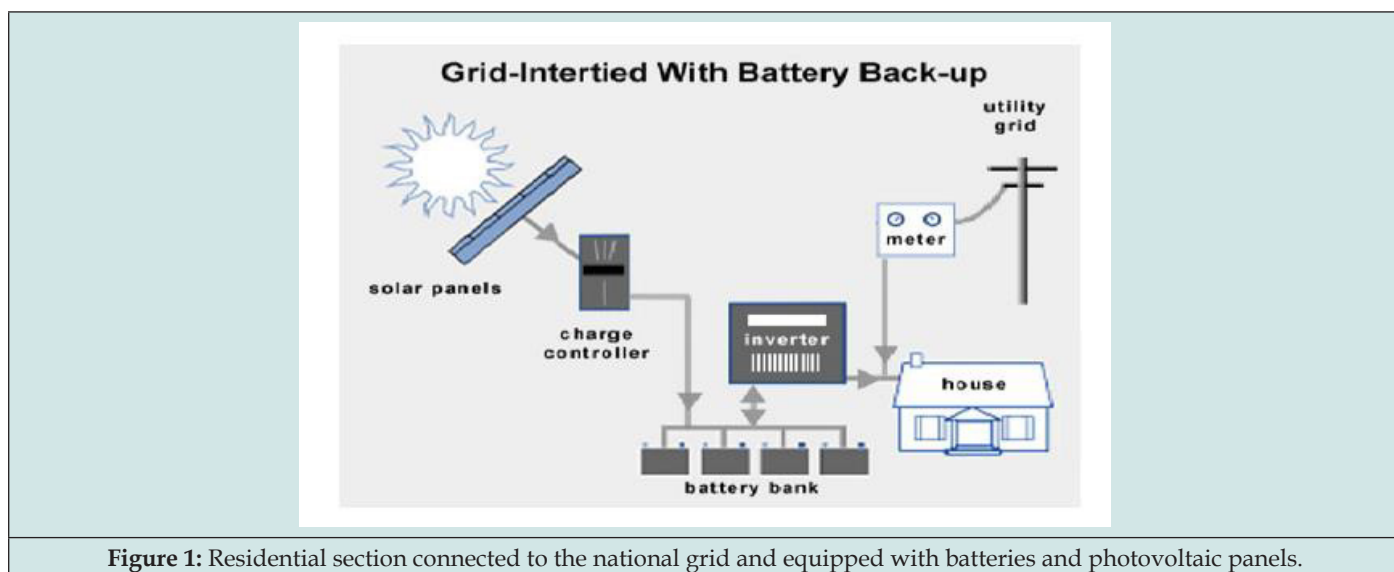 Grid-Intertied With Battery Back-up
utility
grid
meter
solar panels
charge
controller
inverter
house
battery bank
Figure 1: Residential section connected to the national grid and equipped with batteries and photovoltaic panels.